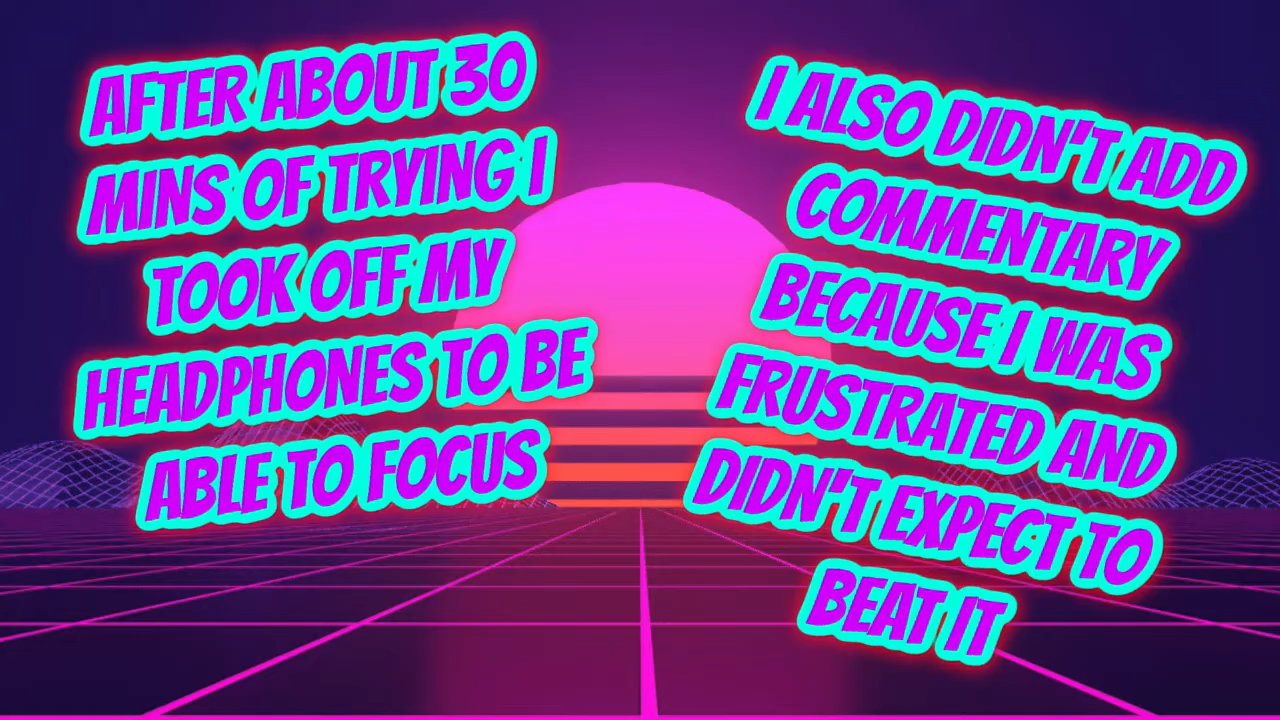 AFTER ABOUT 30
MINS OF TRYING I
TOOK OFF MY
HEADPHONES TO BE
ABLE TO FOCUS
I ALSO DIDN'T ADD
COMMENTARY
BECAUSE I WAS
FRUSTRATED AND
DIDN'T EXPECT TO
BEAT IT